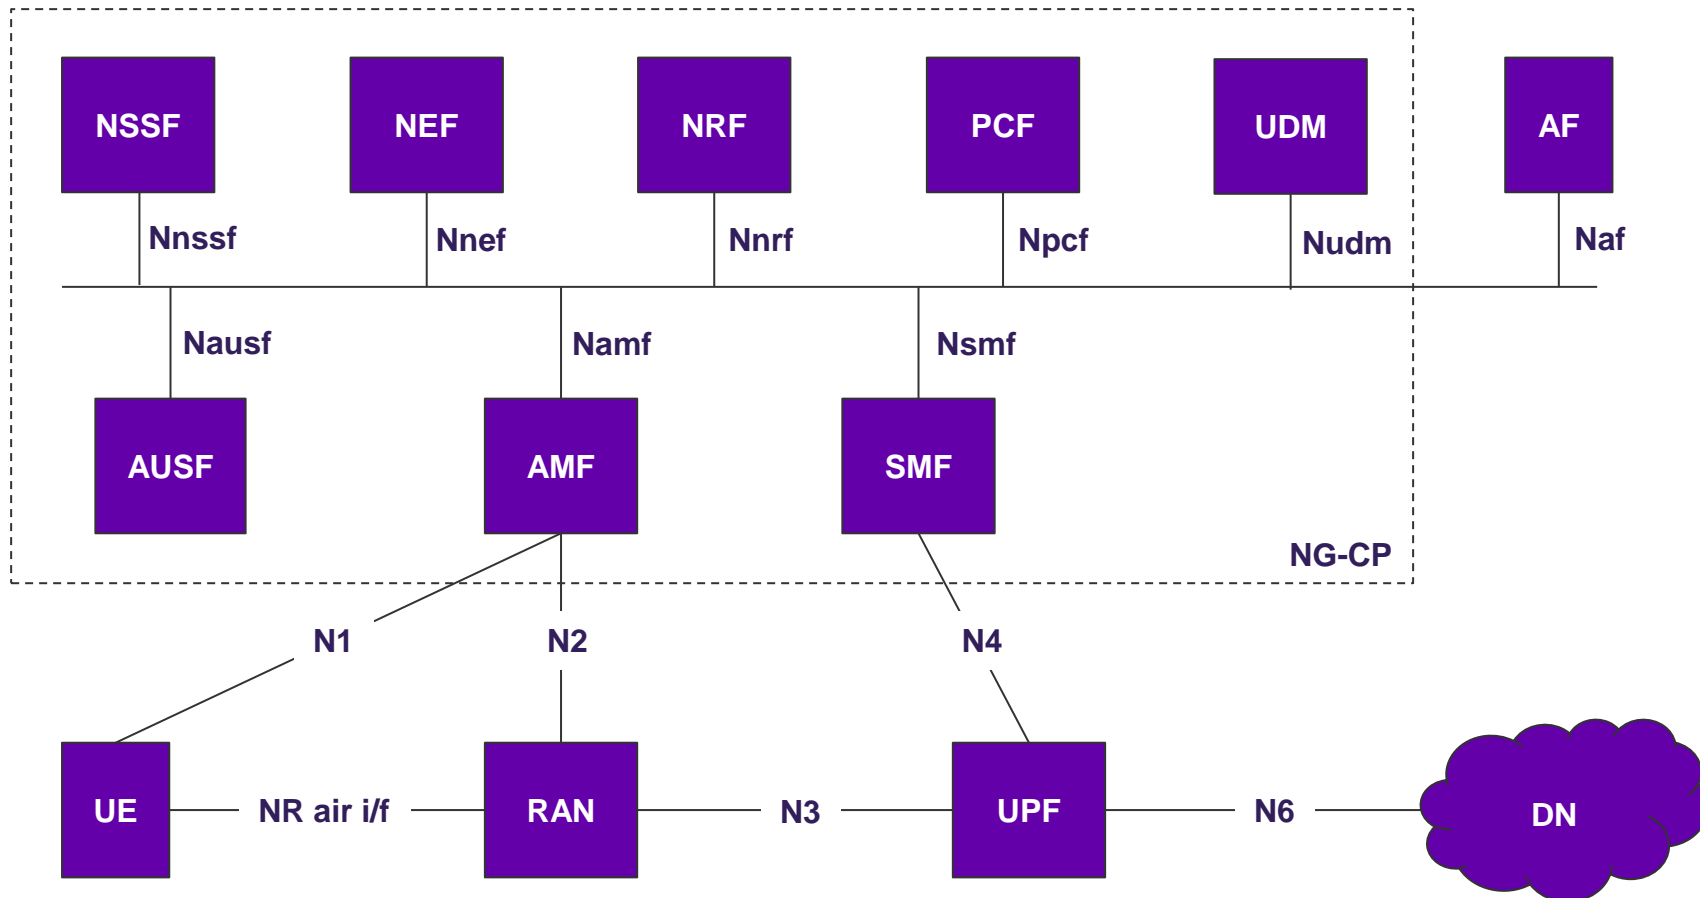 NSSF
NEF
NRF
PCF
UDM
AF
Nnssf
Nnef
Nnrf
Npcf
Nudm
Naf
Nausf
Namf
Nsmf
AUSF
AMF
SMF
NG-CP
N1
N2
N4
UE
NR air i/f
RAN
N3
UPF
N6
DN